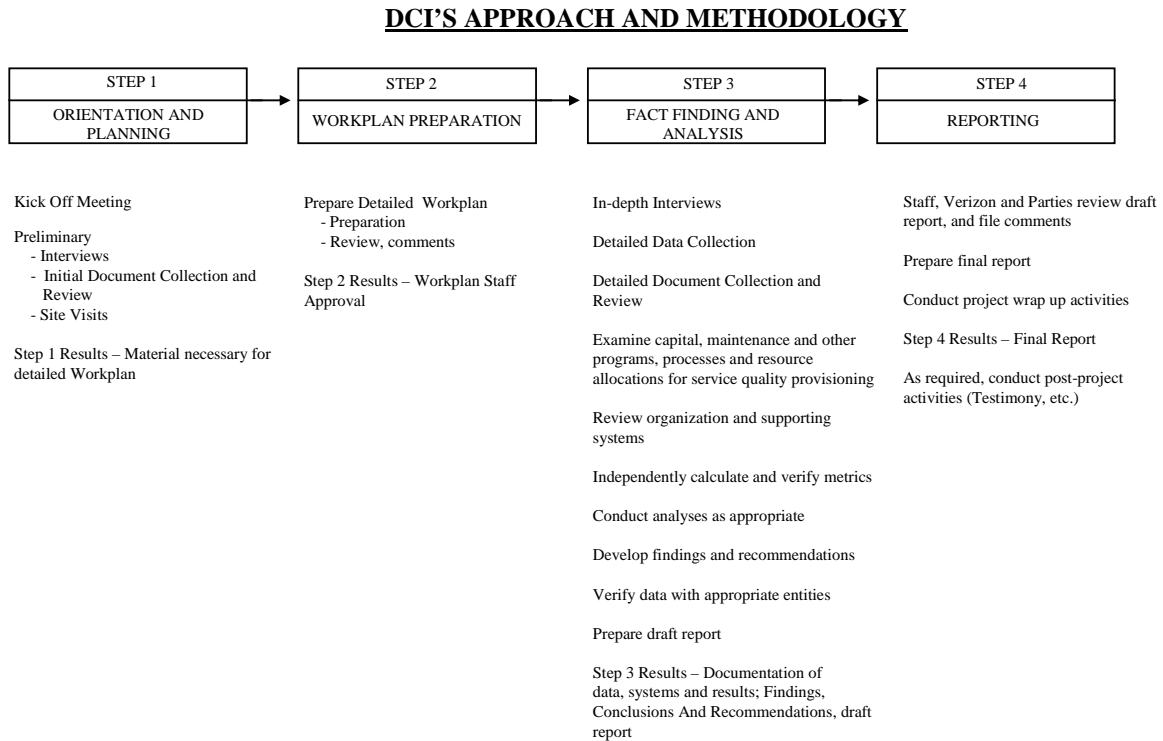 DCI'S APPROACH AND METHODOLOGY
STEP 1
ORIENTATION AND
PLANNING
Kick Off Meeting
Preliminary
- Interviews
- Initial Document Collection and
Review
- Site Visits
Step 1 Results – Material necessary for
detailed Workplan
STEP 2
WORKPLAN PREPARATION
Prepare Detailed Workplan
- Preparation
- Review, comments
Step 2 Results – Workplan Staff
Approval
STEP 3
FACT FINDING AND
ANALYSIS
In-depth Interviews
Detailed Data Collection
Detailed Document Collection and
Review
Examine capital, maintenance and other
programs, processes and resource
allocations for service quality provisioning
Review organization and supporting
systems
Independently calculate and verify metrics
Conduct analyses as appropriate
Develop findings and recommendations
Verify data with appropriate entities
Prepare draft report
Step 3 Results – Documentation of
data, systems and results; Findings,
Conclusions And Recommendations, draft
report
STEP 4
REPORTING
Staff, Verizon and Parties review draft
report, and file comments
Prepare final report
Conduct project wrap up activities
Step 4 Results – Final Report
As required, conduct post-project
activities (Testimony, etc.)